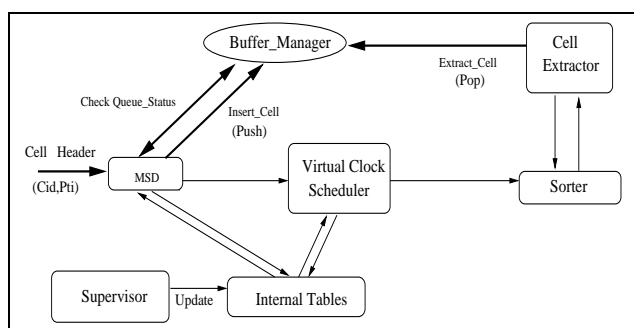 Buffer_Manager
Extract_Cell
(Pop)
Cell
Extractor
Check Queue_Status
Insert_Cell
(Push)
Cell Header
(Cid,Pti)
MSD
Virtual Clock
Scheduler
Sorter
Supervisor
Update
Internal Tables